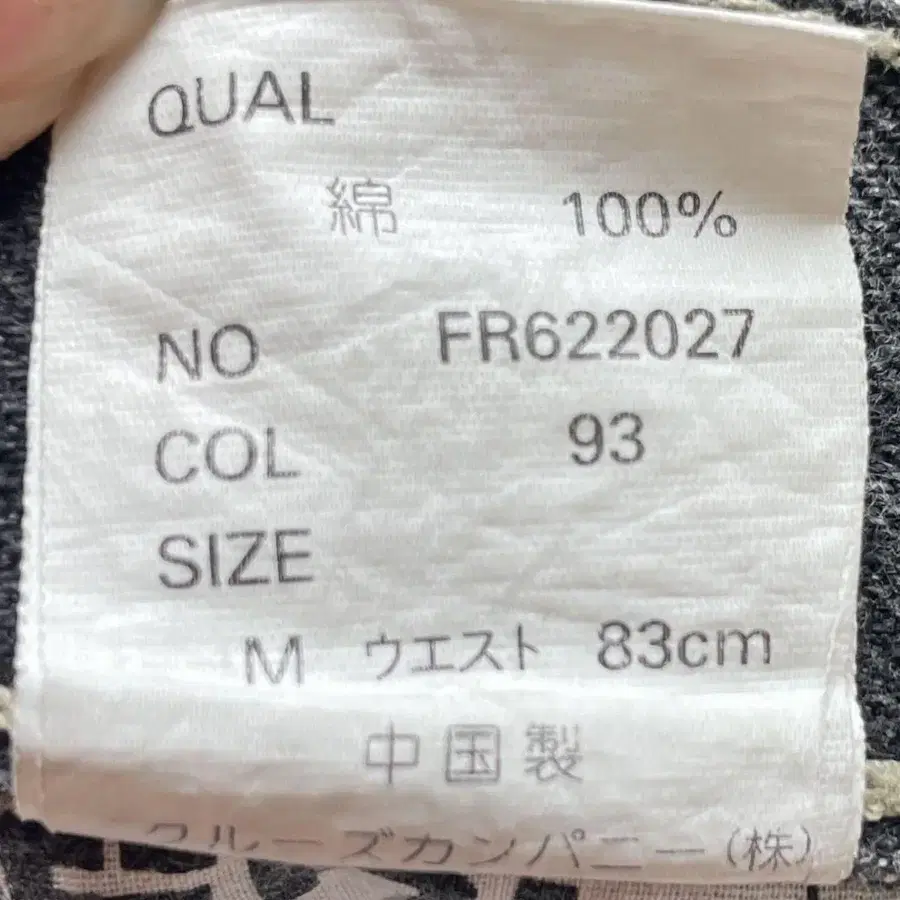 QUAL
綿 100%
NO FR622027
COL 93
SIZE
M ウエスト 83cm
中国製
クルーズカンパニー(株)